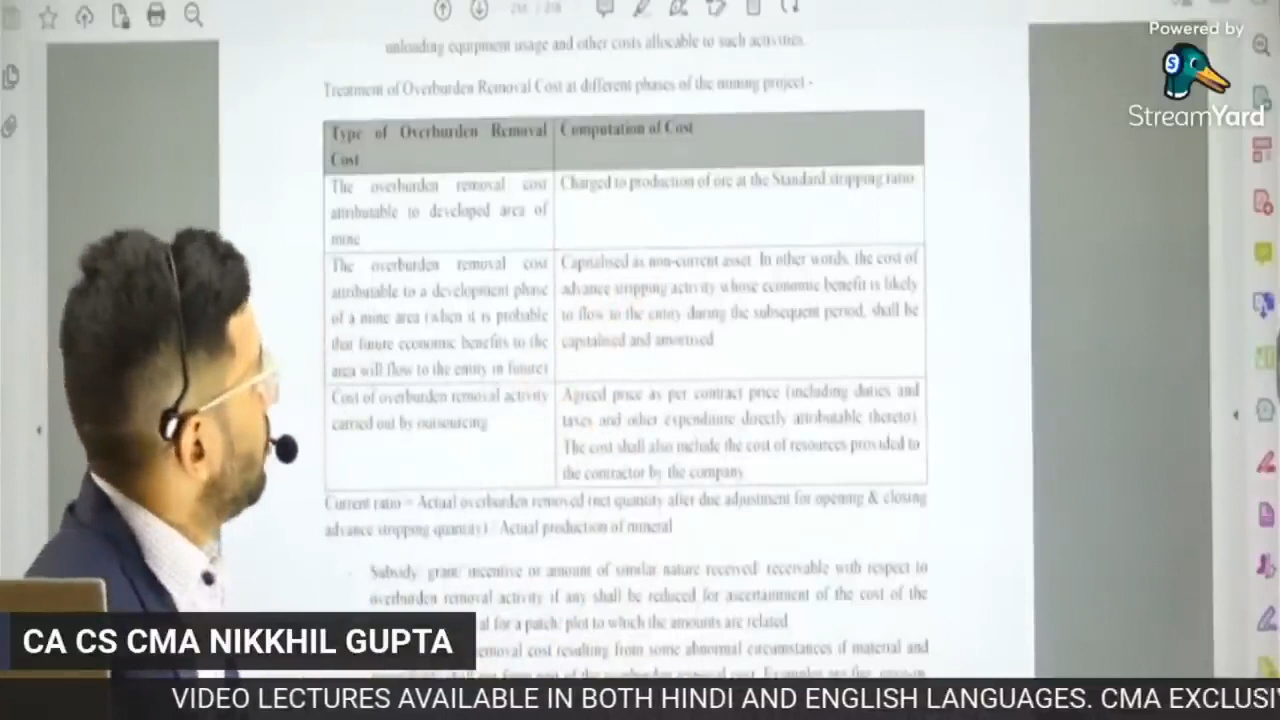 Powered by
StreamYard
unloading equipment usage and other costs allocable to such activities.
Treatment of Overburden Removal Cost at different phases of the mining project -
Type of Overburden Removal Cost
Computation of Cost
The overburden removal cost
attributable to developed area of
mine
Charged to production of ore at the Standard stripping ratio
The overburden removal cost
attributable to a development phase
of a mine area (when it is probable
that future economic benefits to the
area will flow to the entity in future)
Capitalised as non-current asset. In other words, the cost of
advance stripping activity whose economic benefit is likely
to flow to the entity during the subsequent period, shall be
capitalised and amortised
Cost of overburden removal activity
carried out by outsourcing
Agreed price as per contract price (including duties and
taxes and other expenditure directly attributable thereto).
The cost shall also include the cost of resources provided to
the contractor by the company
Current ratio = Actual overburden removed (net quantity after due adjustment for opening & closing
advance stripping quantity) / Actual production of mineral
Subsidy/ grant/ incentive or amount of similar nature received/ receivable with respect to
overburden removal activity if any shall be reduced for ascertainment of the cost of the
al for a patch/ plot to which the amounts are related
emoval cost resulting from some abnormal circumstances if material and
CA CS CMA NIKKHIL GUPTA
VIDEO LECTURES AVAILABLE IN BOTH HINDI AND ENGLISH LANGUAGES. CMA EXCLUSI